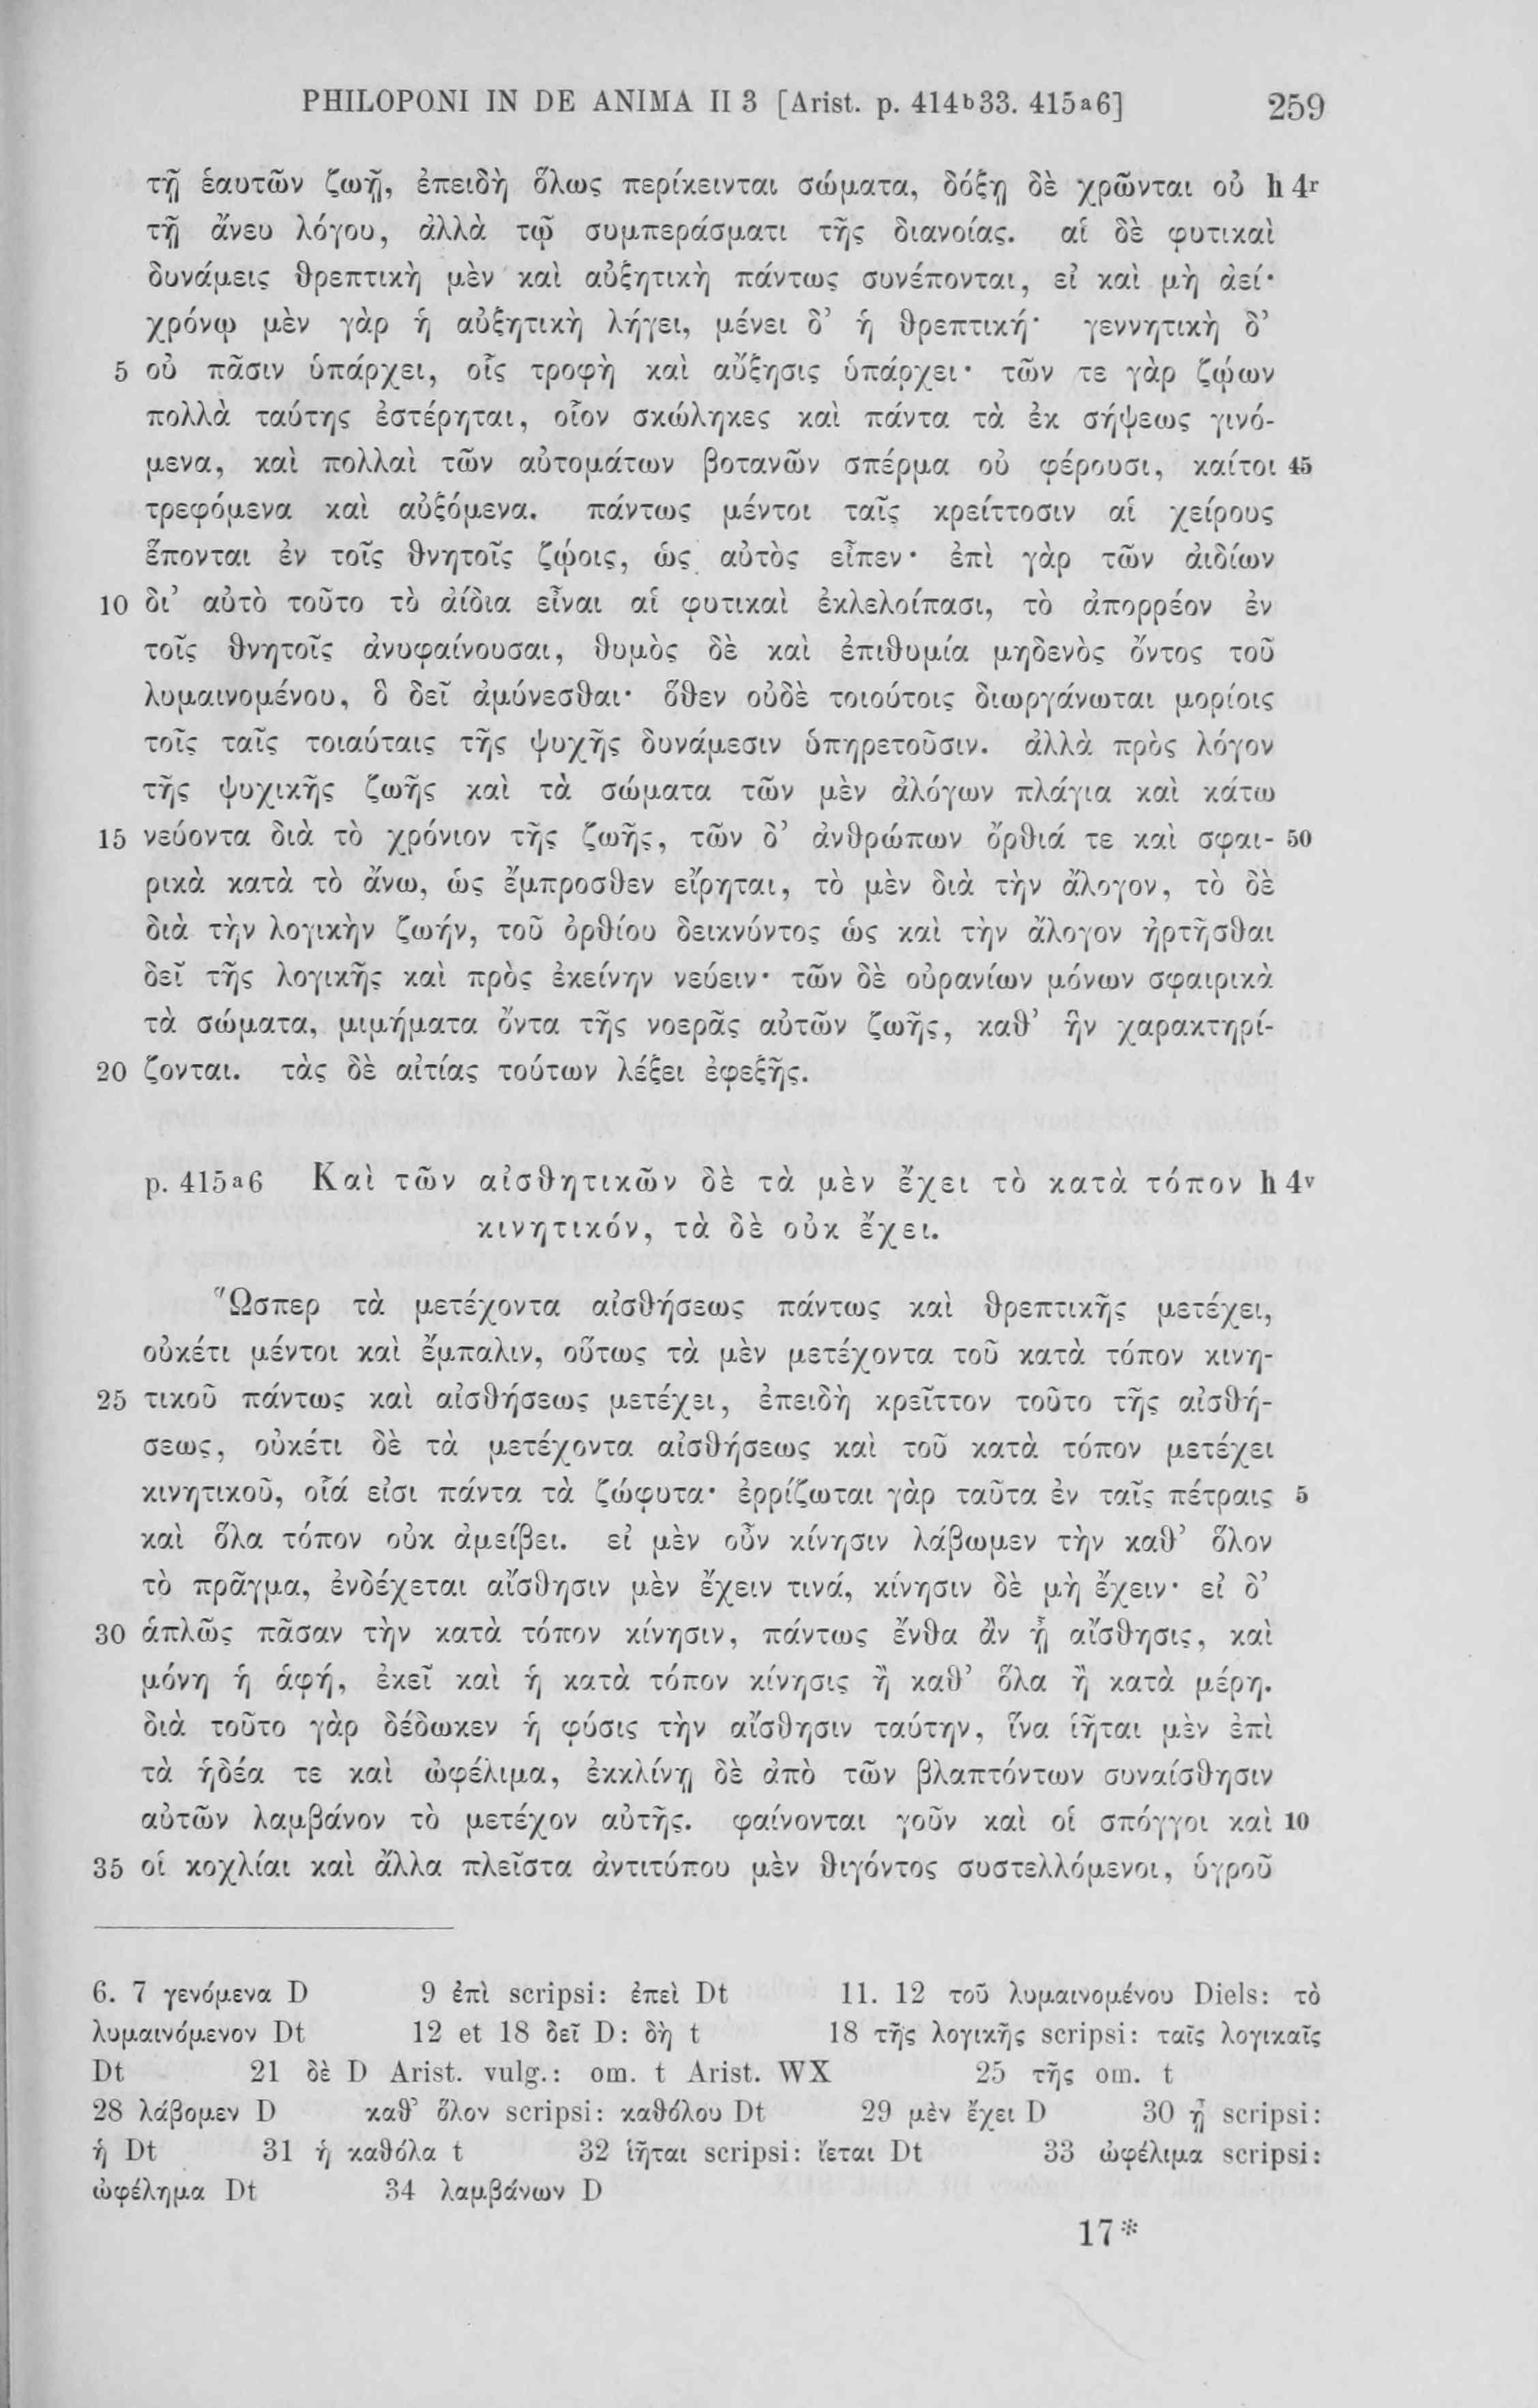 PHILOPONI IN DE ANIMA II 3 [Arist. p. 414b33. 415a6] 259
τῇ ἑαυτῶν ζωῇ, ἐπειδὴ ὅλως περίκεινται σώματα, δόξῃ δὲ χρῶνται οὐ h 4r
τῇ ἄνευ λόγου, ἀλλὰ τῷ συμπεράσματι τῆς διανοίας. αἱ δὲ φυτικαὶ
δυνάμεις θρεπτικὴ μὲν καὶ αὐξητικὴ πάντως συνέπονται, εἰ καὶ μὴ ἀεί·
χρόνῳ μὲν γὰρ ἡ αὐξητικὴ λήγει, μένει δ’ ἡ θρεπτική· γεννητικὴ δ’
5 οὐ πᾶσιν ὑπάρχει, οἷς τροφὴ καὶ αὔξησις ὑπάρχει· τῶν τε γὰρ ζῴων
πολλὰ ταύτης ἐστέρηται, οἷον σκώληκες καὶ πάντα τὰ ἐκ σήψεως γινό-
μενα, καὶ πολλαὶ τῶν αὐτομάτων βοτανῶν σπέρμα οὐ φέρουσι, καίτοι 45
τρεφόμενα καὶ αὐξόμενα. πάντως μέντοι ταῖς κρείττοσιν αἱ χείρους
ἕπονται ἐν τοῖς θνητοῖς ζῴοις, ὡς αὐτὸς εἶπεν· ἐπὶ γὰρ τῶν ἀιδίων
10 δι’ αὐτὸ τοῦτο τὸ ἀίδια εἶναι αἱ φυτικαὶ ἐκλελοίπασι, τὸ ἀπορρέον ἐν
τοῖς θνητοῖς ἀνυφαίνουσαι, θυμὸς δὲ καὶ ἐπιθυμία μηδενὸς ὄντος τοῦ
λυμαινομένου, ὃ δεῖ ἀμύνεσθαι· ὅθεν οὐδὲ τοιούτοις διωργάνωται μορίοις
τοῖς ταῖς τοιαύταις τῆς ψυχῆς δυνάμεσιν ὑπηρετοῦσιν. ἀλλὰ πρὸς λόγον
τῆς ψυχικῆς ζωῆς καὶ τὰ σώματα τῶν μὲν ἀλόγων πλάγια καὶ κάτω
15 νεύοντα διὰ τὸ χρόνιον τῆς ζωῆς, τῶν δ’ ἀνθρώπων ὄρθιά τε καὶ σφαι- 50
ρικὰ κατὰ τὸ ἄνω, ὡς ἔμπροσθεν εἴρηται, τὸ μὲν διὰ τὴν ἄλογον, τὸ δὲ
διὰ τὴν λογικὴν ζωήν, τοῦ ὀρθίου δεικνύντος ὡς καὶ τὴν ἄλογον ἠρτῆσθαι
δεῖ τῆς λογικῆς καὶ πρὸς ἐκείνην νεύειν· τῶν δὲ οὐρανίων μόνων σφαιρικὰ
τὰ σώματα, μιμήματα ὄντα τῆς νοερᾶς αὐτῶν ζωῆς, καθ’ ἣν χαρακτηρί-
20 ζονται. τὰς δὲ αἰτίας τούτων λέξει ἐφεξῆς.
p. 415a6 Καὶ τῶν αἰσθητικῶν δὲ τὰ μὲν ἔχει τὸ κατὰ τόπον h 4v
κινητικόν, τὰ δὲ οὐκ ἔχει.
Ὥσπερ τὰ μετέχοντα αἰσθήσεως πάντως καὶ θρεπτικῆς μετέχει,
οὐκέτι μέντοι καὶ ἔμπαλιν, οὕτως τὰ μὲν μετέχοντα τοῦ κατὰ τόπον κινη-
25 τικοῦ πάντως καὶ αἰσθήσεως μετέχει, ἐπειδὴ κρεῖττον τοῦτο τῆς αἰσθή-
σεως, οὐκέτι δὲ τὰ μετέχοντα αἰσθήσεως καὶ τοῦ κατὰ τόπον μετέχει
κινητικοῦ, οἷά εἰσι πάντα τὰ ζώφυτα· ἐρρίζωται γὰρ ταῦτα ἐν ταῖς πέτραις 5
καὶ ὅλα τόπον οὐκ ἀμείβει. εἰ μὲν οὖν κίνησιν λάβωμεν τὴν καθ’ ὅλον
τὸ πρᾶγμα, ἐνδέχεται αἴσθησιν μὲν ἔχειν τινά, κίνησιν δὲ μὴ ἔχειν· εἰ δ’
30 ἁπλῶς πᾶσαν τὴν κατὰ τόπον κίνησιν, πάντως ἔνθα ἂν ᾖ αἴσθησις, καὶ
μόνη ἡ ἁφή, ἐκεῖ καὶ ἡ κατὰ τόπον κίνησις ἢ καθ’ ὅλα ἢ κατὰ μέρη.
διὰ τοῦτο γὰρ δέδωκεν ἡ φύσις τὴν αἴσθησιν ταύτην, ἵνα ἱῆται μὲν ἐπὶ
τὰ ἡδέα τε καὶ ὠφέλιμα, ἐκκλίνῃ δὲ ἀπὸ τῶν βλαπτόντων συναίσθησιν
αὐτῶν λαμβάνον τὸ μετέχον αὐτῆς. φαίνονται γοῦν καὶ οἱ σπόγγοι καὶ 10
35 οἱ κοχλίαι καὶ ἄλλα πλεῖστα ἀντιτύπου μὲν θιγόντος συστελλόμενοι, ὑγροῦ
6. 7 γενόμενα D 9 ἐπὶ scripsi: ἐπεὶ Dt 11. 12 τοῦ λυμαινομένου Diels: τὸ
λυμαινόμενον Dt 12 et 18 δεῖ D: δὴ t 18 τῆς λογικῆς scripsi: ταῖς λογικαῖς
Dt 21 δὲ D Arist. vulg.: om. t Arist. WX 25 τῆς om. t
28 λάβομεν D καθ’ ὅλον scripsi: καθόλου Dt 29 μὲν ἔχει D 30 ᾖ scripsi:
ἡ Dt 31 ἡ καθόλα t 32 ἱῆται scripsi: ἵεται Dt 33 ὠφέλιμα scripsi:
ὠφέλημα Dt 34 λαμβάνων D
17*